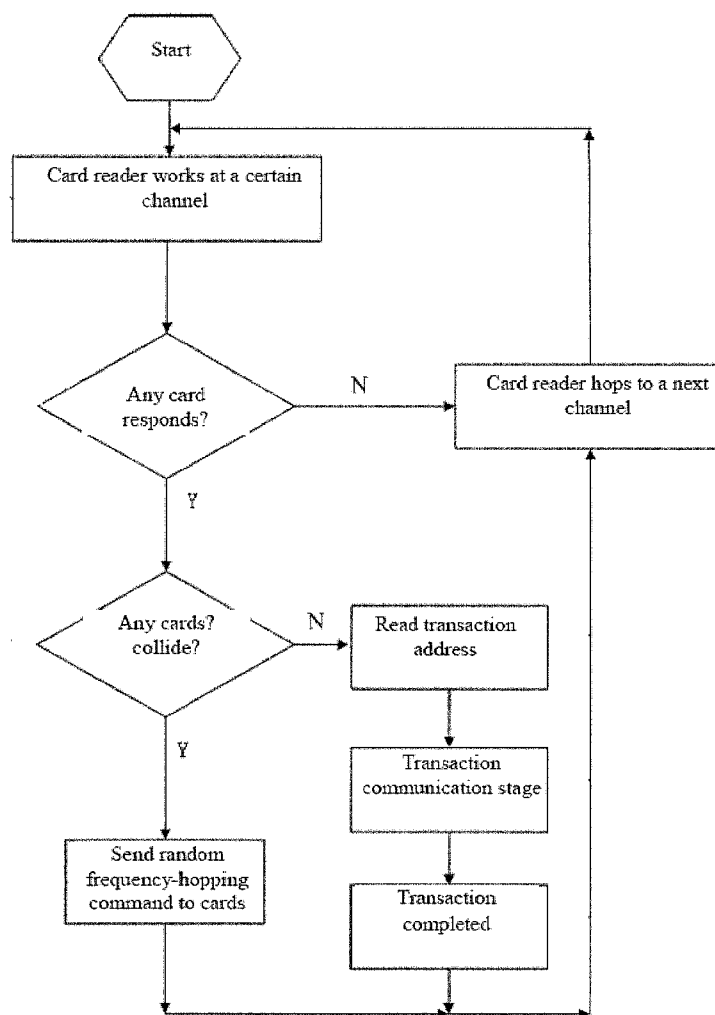 Start
Card reader works at a certain
channel
Any card
responds?
N
Card reader hops to a next
channel
Y
Any cards?
collide?
N
Read transaction
address
Y
Transaction
communication stage
Send random
frequency-hopping
command to cards
Transaction
completed